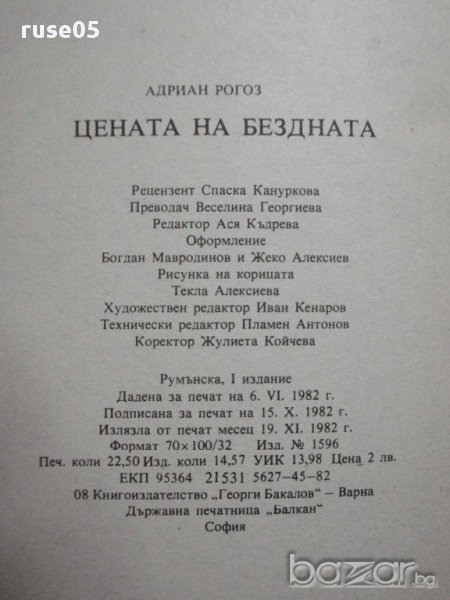 ruse05
АДРИАН РОГОЗ
ЦЕНАТА НА БЕЗДНАТА
Рецензент Спаска Кануркова
Преводач Веселина Георгиева
Редактор Ася Къдрева
Оформление
Богдан Мавродинов и Жеко Алексиев
Рисунка на корицата
Текла Алексиева
Художествен редактор Иван Кенаров
Технически редактор Пламен Антонов
Коректор Жулиета Койчева
Румънска, I издание
Дадена за печат на 6. VI. 1982 г.
Подписана за печат на 15. X. 1982 г.
Излязла от печат месец 19. XI. 1982 г.
Формат 70×100/32 Изд. № 1596
Печ. коли 22,50 Изд. коли 14,57 УИК 13,98 Цена 2 лв.
ЕКП 95364 21531 5627—45—82
08 Книгоиздателство „Георги Бакалов" — Варна
Държавна печатница „Балкан"
София
bazar.bg